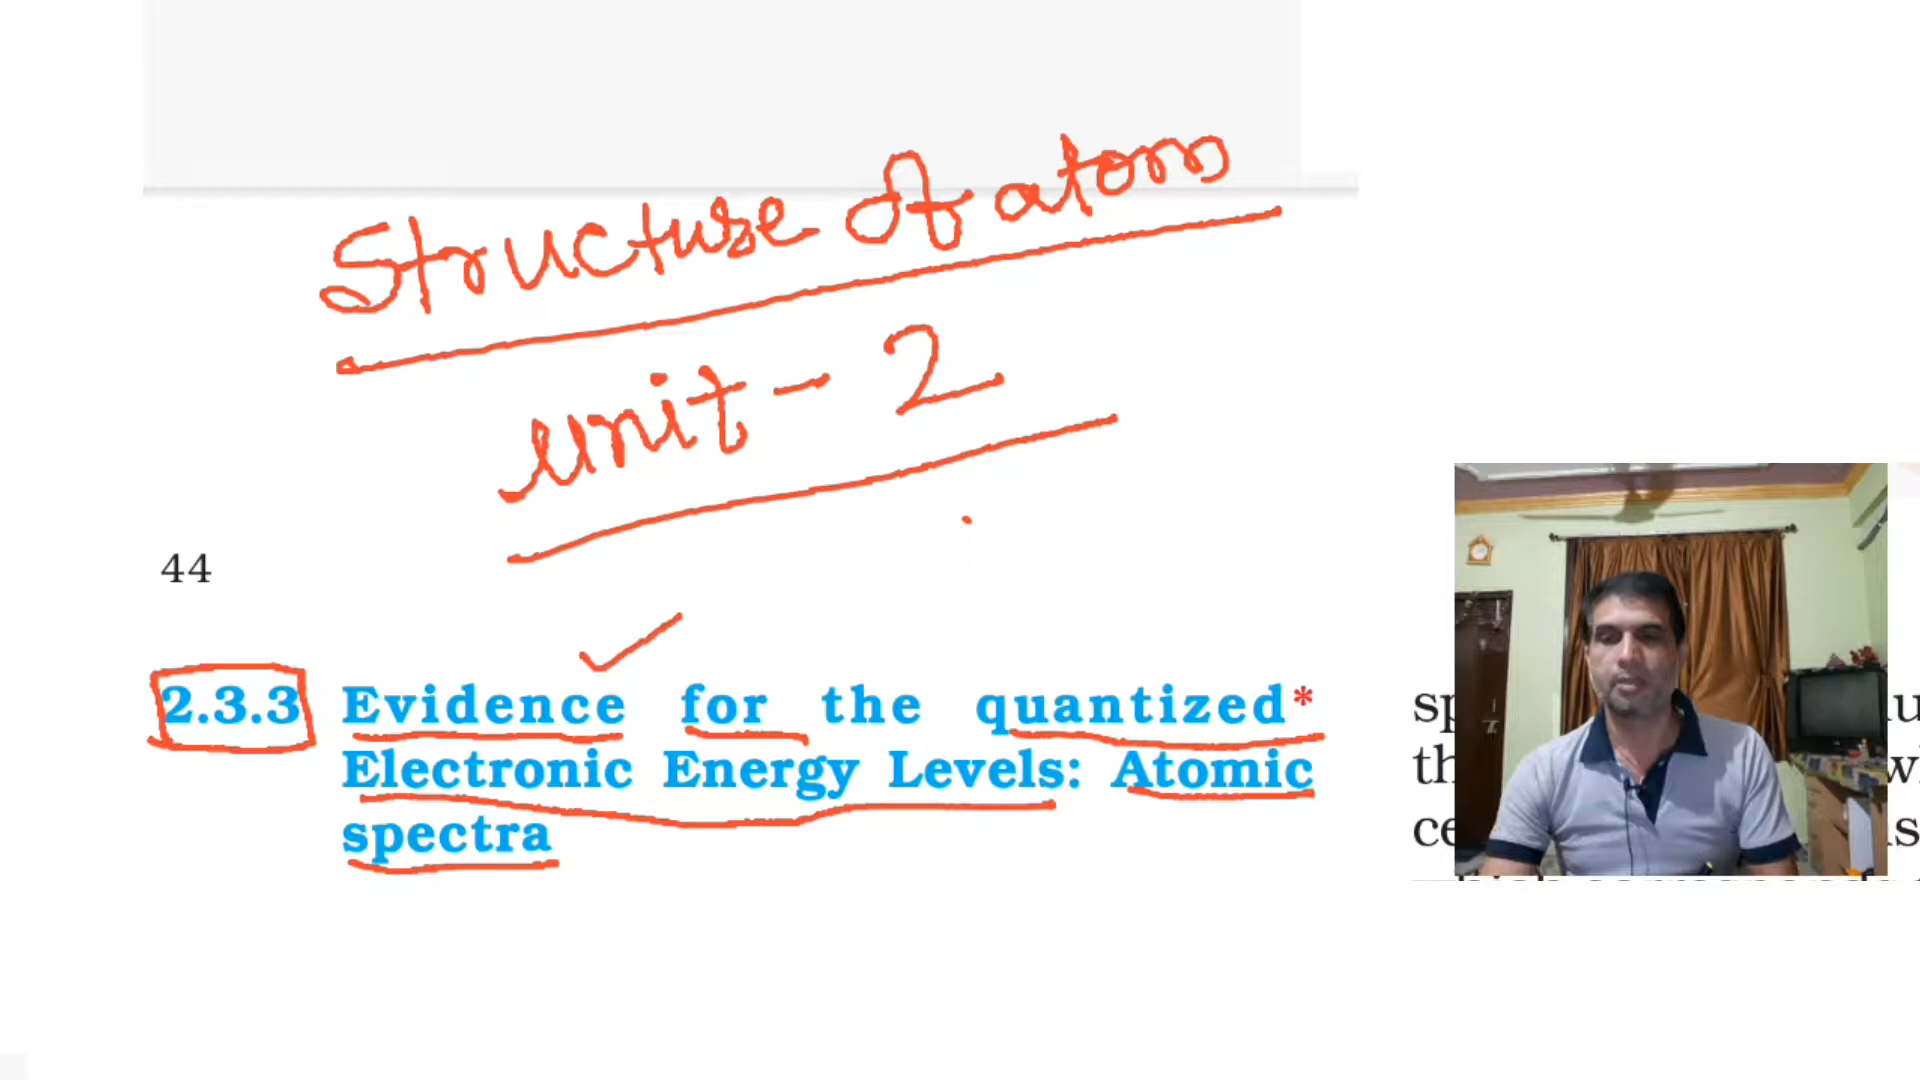 Structure of atom
unit - 2
44
2.3.3 Evidence for the quantized*
Electronic Energy Levels: Atomic
spectra